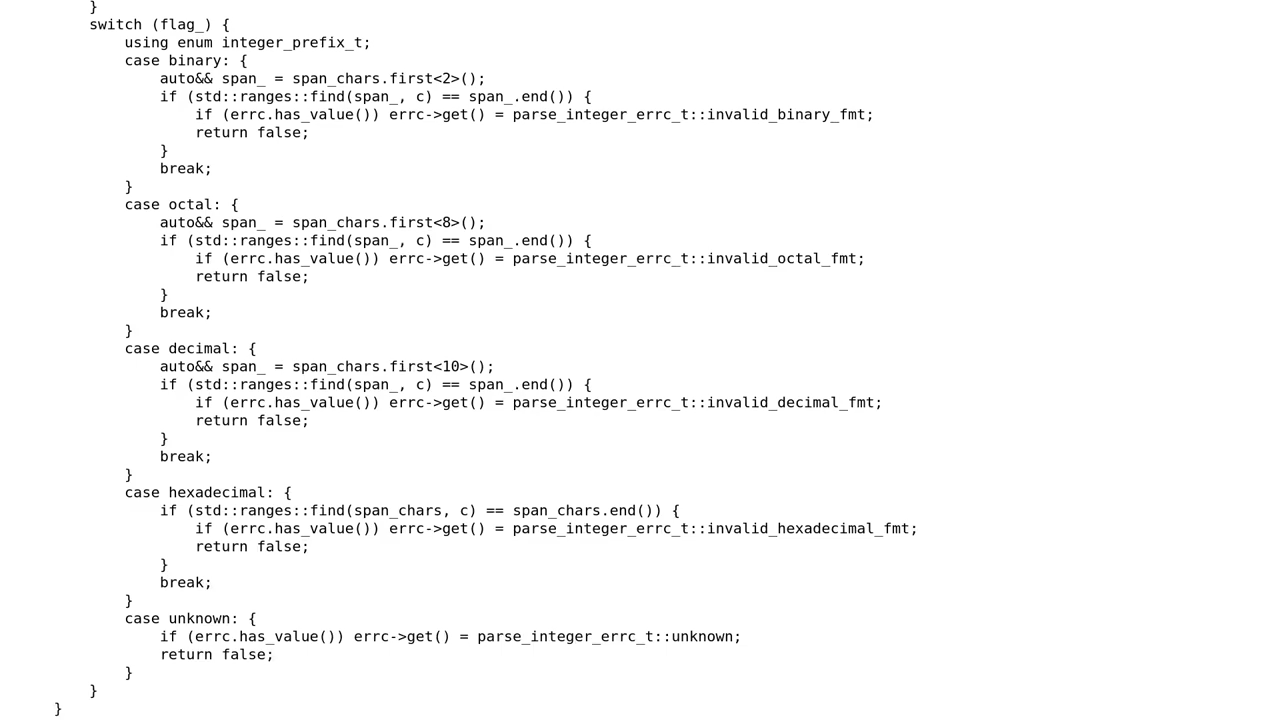 }
switch (flag_) {
using enum integer_prefix_t;
case binary: {
auto&& span_ = span_chars.first<2>();
if (std::ranges::find(span_, c) == span_.end()) {
if (errc.has_value()) errc->get() = parse_integer_errc_t::invalid_binary_fmt;
return false;
}
break;
}
case octal: {
auto&& span_ = span_chars.first<8>();
if (std::ranges::find(span_, c) == span_.end()) {
if (errc.has_value()) errc->get() = parse_integer_errc_t::invalid_octal_fmt;
return false;
}
break;
}
case decimal: {
auto&& span_ = span_chars.first<10>();
if (std::ranges::find(span_, c) == span_.end()) {
if (errc.has_value()) errc->get() = parse_integer_errc_t::invalid_decimal_fmt;
return false;
}
break;
}
case hexadecimal: {
if (std::ranges::find(span_chars, c) == span_chars.end()) {
if (errc.has_value()) errc->get() = parse_integer_errc_t::invalid_hexadecimal_fmt;
return false;
}
break;
}
case unknown: {
if (errc.has_value()) errc->get() = parse_integer_errc_t::unknown;
return false;
}
}
}